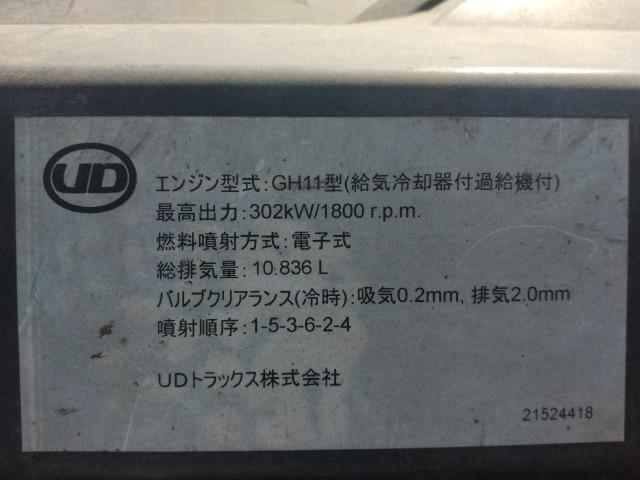 UD
エンジン型式:GH11型(給気冷却器付過給機付)
最高出力:302kW/1800 r.p.m.
燃料噴射方式:電子式
総排気量:10.836 L
バルブクリアランス(冷時):吸気0.2mm, 排気2.0mm
噴射順序:1-5-3-6-2-4
UDトラックス株式会社
21524418